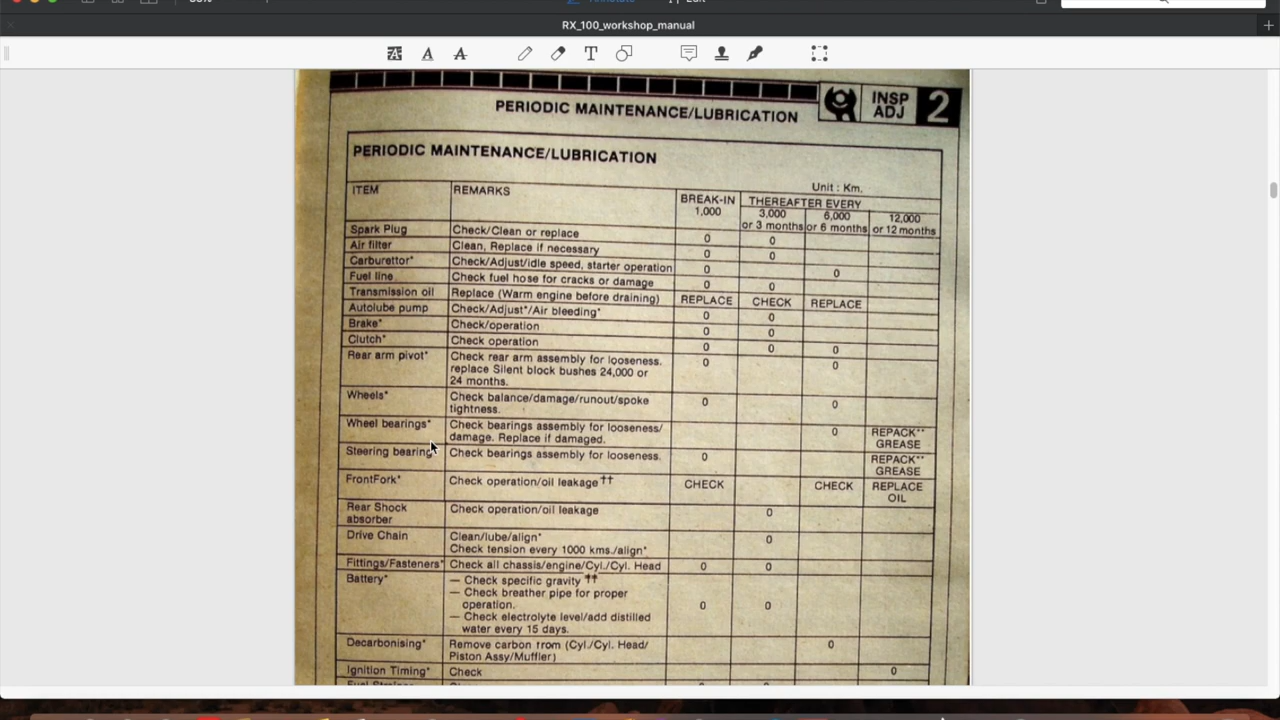 RX_100_workshop_manual
PERIODIC MAINTENANCE/LUBRICATION
INSP
ADJ
2
PERIODIC MAINTENANCE/LUBRICATION
Unit : Km.
ITEM REMARKS BREAK-IN THEREAFTER EVERY
1,000 3,000 6,000 12,000
or 3 months or 6 months or 12 months
Spark Plug Check/Clean or replace 0 0
Air filter Clean, Replace if necessary 0 0
Carburettor* Check/Adjust/idle speed, starter operation 0 0
Fuel line Check fuel hose for cracks or damage 0 0
Transmission oil Replace (Warm engine before draining) REPLACE CHECK REPLACE
Autolube pump Check/Adjust*/Air bleeding* 0 0
Brake* Check/operation 0 0
Clutch* Check operation 0 0 0
Rear arm pivot* Check rear arm assembly for looseness. 0 0
replace Silent block bushes 24,000 or
24 months.
Wheels* Check balance/damage/runout/spoke 0 0
tightness.
Wheel bearings* Check bearings assembly for looseness/ 0 REPACK**
damage. Replace if damaged. GREASE
Steering bearing Check bearings assembly for looseness. 0 REPACK**
GREASE
FrontFork* Check operation/oil leakage†† CHECK CHECK REPLACE
OIL
Rear Shock Check operation/oil leakage 0
absorber
Drive Chain Clean/lube/align* 0
Check tension every 1000 kms./align*
Fittings/Fasteners* Check all chassis/engine/Cyl./Cyl. Head 0 0
Battery* — Check specific gravity ††
— Check breather pipe for proper
operation. 0 0
— Check electrolyte level/add distilled
water every 15 days.
Decarbonising* Remove carbon from (Cyl./Cyl. Head/ 0
Piston Assy/Muffler)
Ignition Timing* Check 0